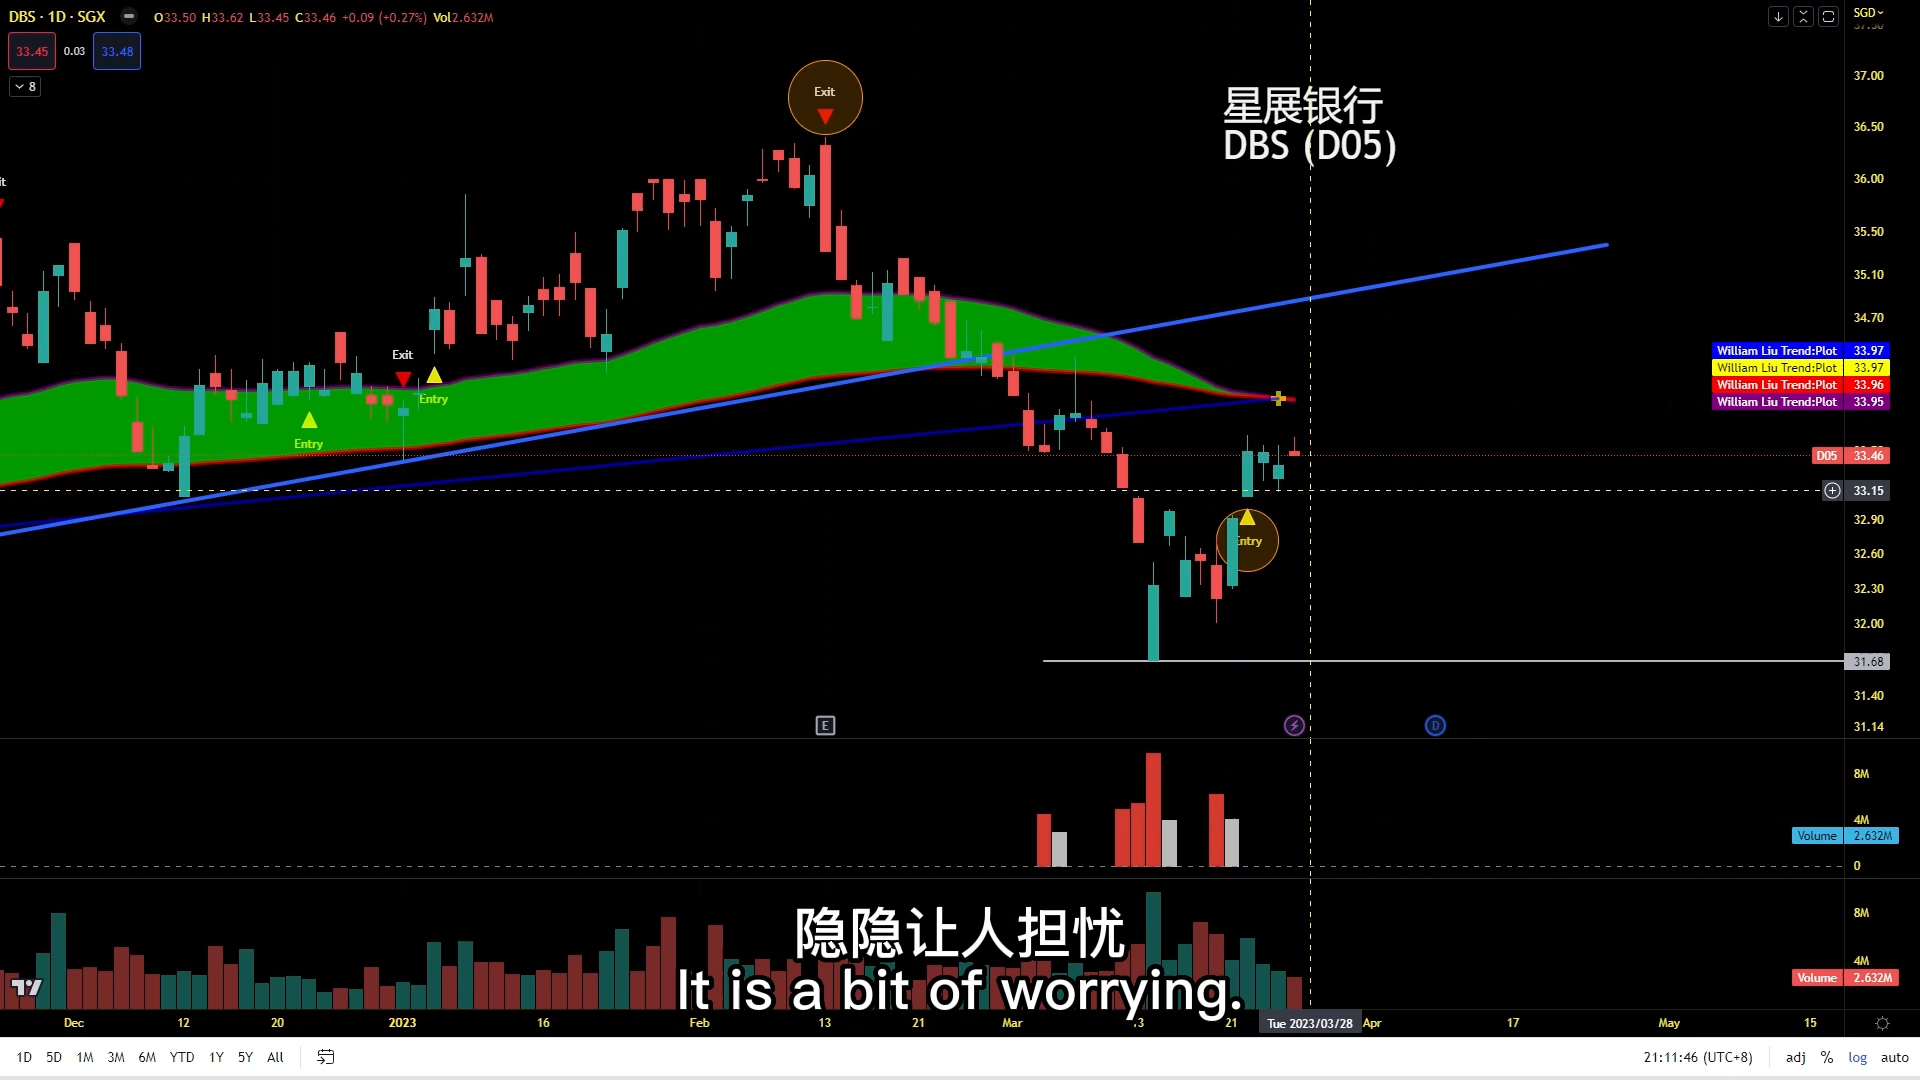 DBS · 1D · SGX O33.50 H33.62 L33.45 C33.46 +0.09 (+0.27%) Vol2.632M
SGD
33.45 0.03 33.48
8
37.00
Exit
星展银行
DBS (D05)
36.50
36.00
35.50
35.10
34.70
Exit
Entry
Entry
William Liu Trend:Plot 33.97
William Liu Trend:Plot 33.97
William Liu Trend:Plot 33.96
William Liu Trend:Plot 33.95
D05 33.46
33.15
32.90
Entry
32.60
32.30
32.00
31.68
31.40
31.14
E
D
8M
4M
Volume 2.632M
0
8M
4M
Volume 2.632M
隐隐让人担忧
It is a bit of worrying.
Dec 12 20 2023 16 Feb 13 21 Mar 13 21 Tue 2023/03/28 Apr 17 May 15
1D 5D 1M 3M 6M YTD 1Y 5Y All 21:11:46 (UTC+8) adj % log auto